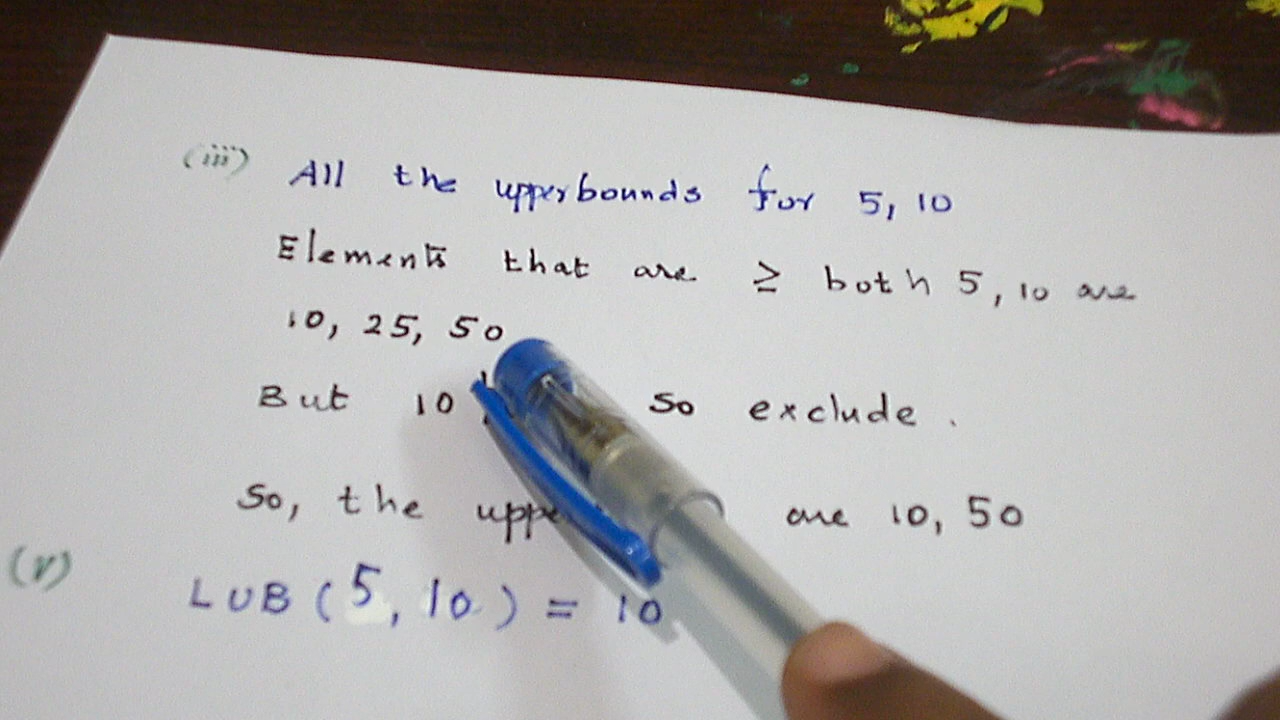 (iii) All the upperbounds for 5, 10
Elements that are ≥ both 5, 10 are
10, 25, 50
But 10 so exclude.
So, the are 10, 50
(v) LUB (5, 10) = 10